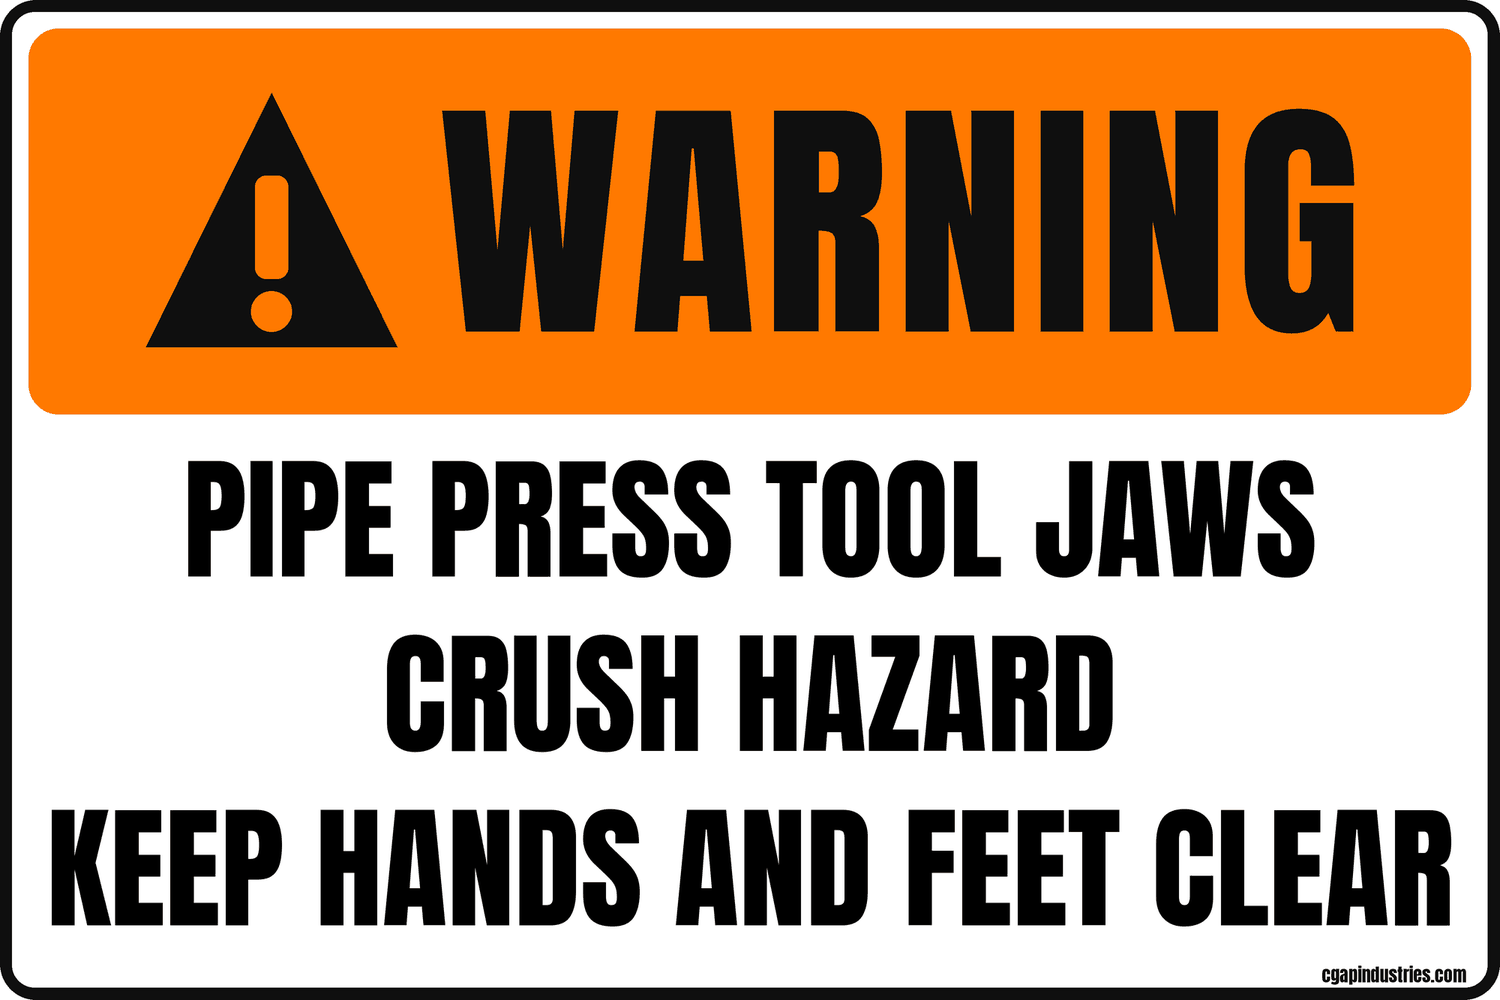 WARNING
PIPE PRESS TOOL JAWS
CRUSH HAZARD
KEEP HANDS AND FEET CLEAR
cgapindustries.com